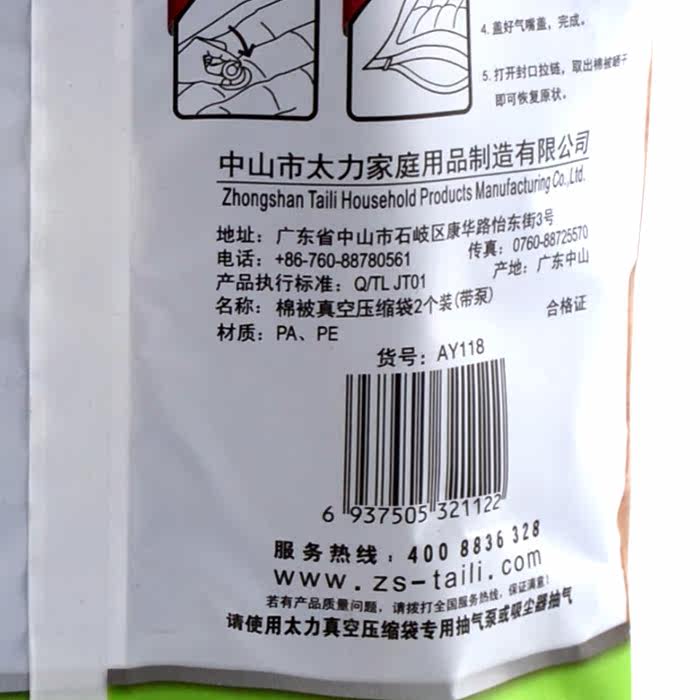 4. 盖好气嘴盖，完成。
5. 打开封口拉链，取出棉被晒干
即可恢复原状。
中山市太力家庭用品制造有限公司
Zhongshan Taili Household Products Manufacturing Co.,Ltd.
地址：广东省中山市石岐区康华路怡东街3号
电话：+86-760-88780561 传真：0760-88725570
产品执行标准：Q/TL JT01 产地：广东中山
名称：棉被真空压缩袋2个装(带泵) 合格证
材质：PA、PE
货号：AY118
6 937505 321122
服务热线：400 8836 328
www.zs-taili.com
若有产品质量问题，请拨打全国服务热线，保证满意！
请使用太力真空压缩袋专用抽气泵或吸尘器抽气